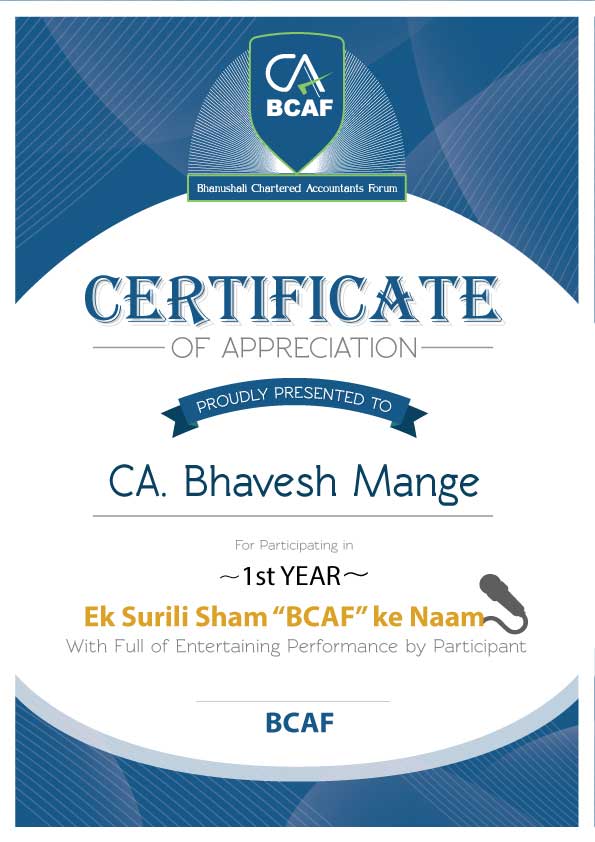 CA
BCAF
Bhanushali Chartered Accountants Forum
CERTIFICATE
OF APPRECIATION
PROUDLY PRESENTED TO
CA. Bhavesh Mange
For Participating in
~1st YEAR~
Ek Surili Sham “BCAF” ke Naam
With Full of Entertaining Performance by Participant
BCAF